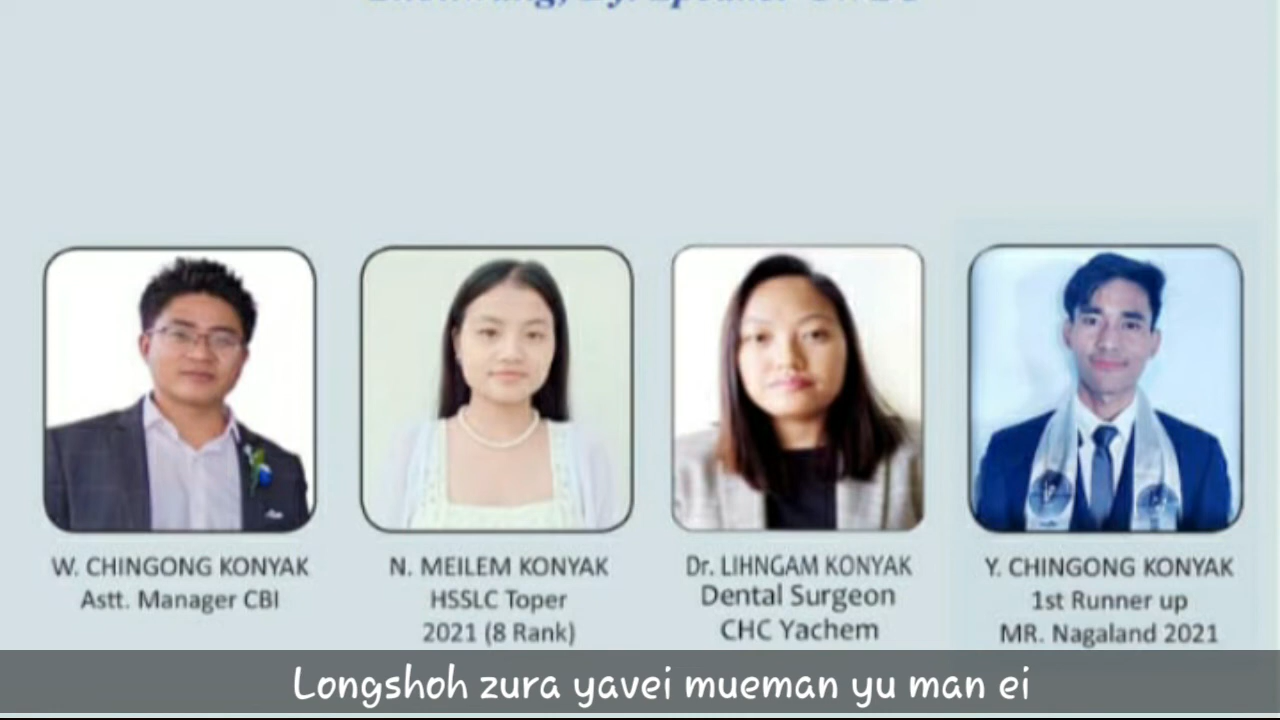 W. CHINGONG KONYAK
Astt. Manager CBI
N. MEILEM KONYAK
HSSLC Toper
2021 (8 Rank)
Dr. LIHNGAM KONYAK
Dental Surgeon
CHC Yachem
Y. CHINGONG KONYAK
1st Runner up
MR. Nagaland 2021
Longshoh zura yavei mueman yu man ei